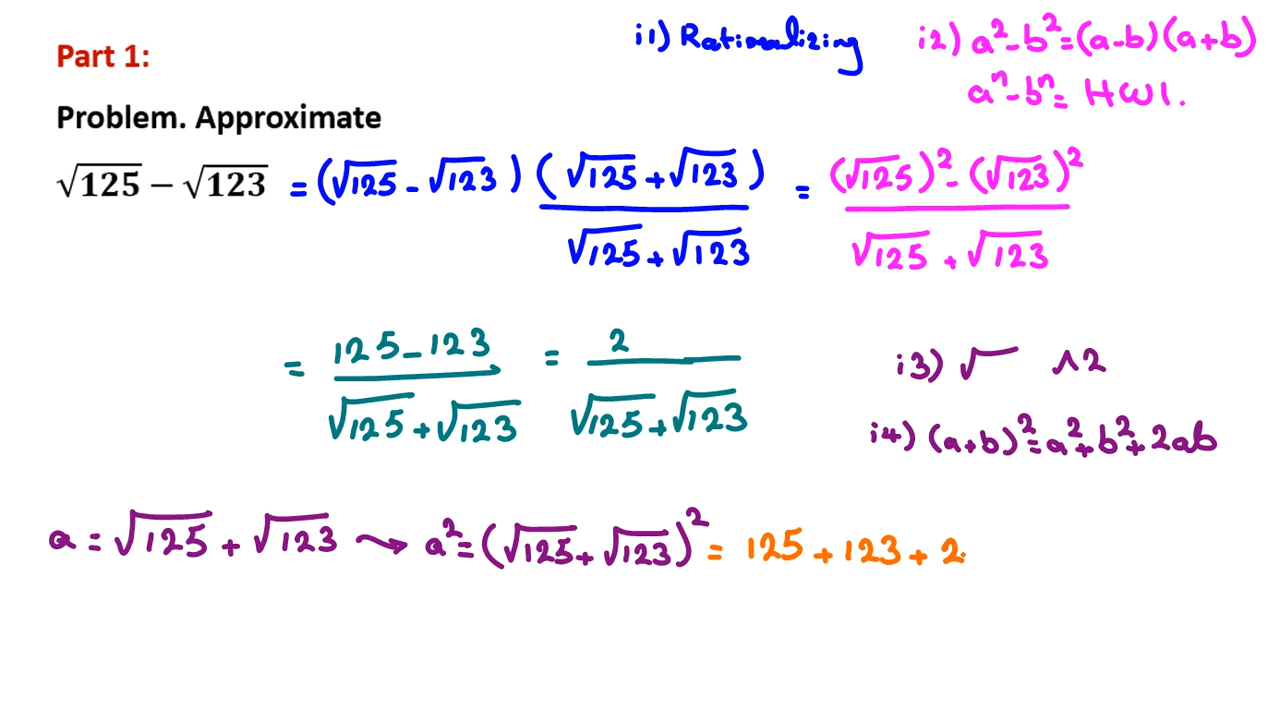 Part 1:
i1) Rationalizing
i2) a²-b²=(a-b)(a+b)
aⁿ-bⁿ= HW1.
Problem. Approximate
√125 − √123 = (√125 - √123) (√125 + √123) / (√125 + √123) = ((√125)² - (√123)²) / (√125 + √123)
= (125-123) / (√125 + √123) = 2 / (√125 + √123)
i3) √ ^2
i4) (a+b)²=a²+b²+2ab
a = √125 + √123 ⇝ a²=(√125+√123)² = 125 + 123 + 2.